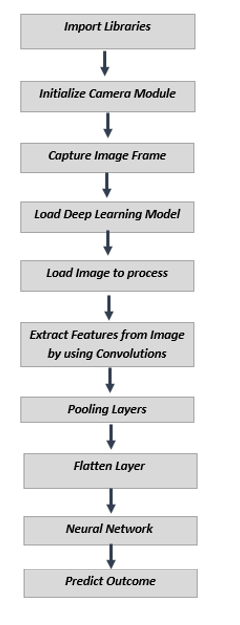 Import Libraries
Initialize Camera Module
Capture Image Frame
Load Deep Learning Model
Load Image to process
Extract Features from Image
by using Convolutions
Pooling Layers
Flatten Layer
Neural Network
Predict Outcome